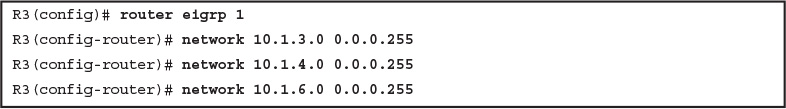 R3(config)# router eigrp 1
R3(config-router)# network 10.1.3.0 0.0.0.255
R3(config-router)# network 10.1.4.0 0.0.0.255
R3(config-router)# network 10.1.6.0 0.0.0.255